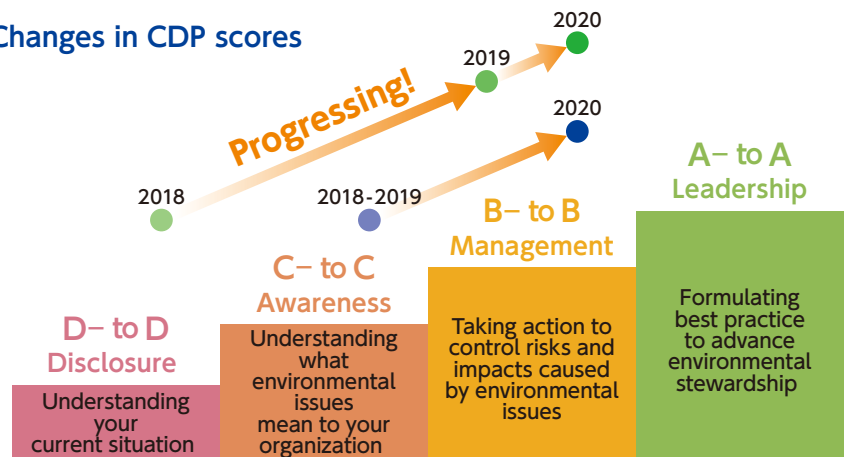 Changes in CDP scores
2020
2019
Progressing!
2020
2018
2018-2019
A– to A
Leadership
B– to B
Management
C– to C
Awareness
D– to D
Disclosure
Understanding
your
current situation
Understanding
what
environmental
issues
mean to your
organization
Taking action to
control risks and
impacts caused
by environmental
issues
Formulating
best practice
to advance
environmental
stewardship